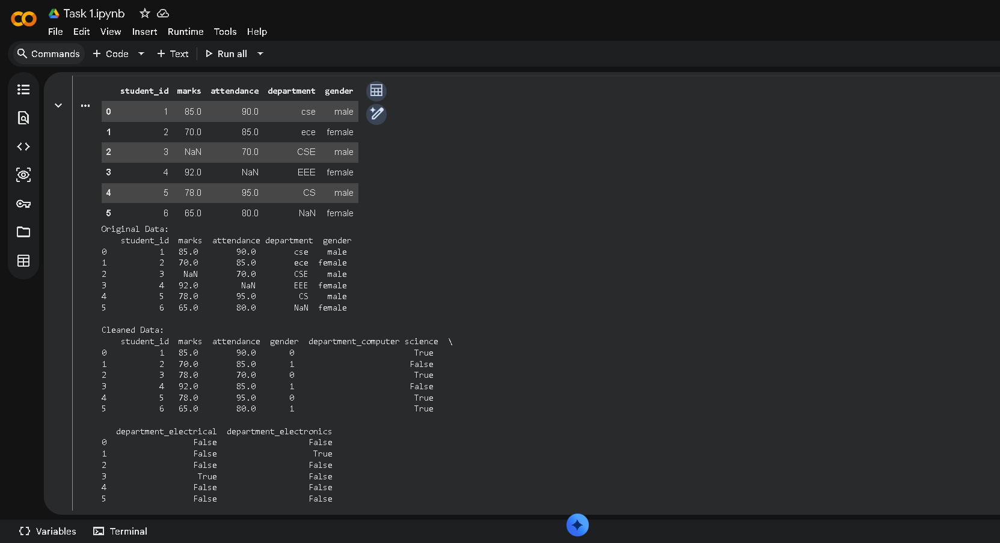 Task 1.ipynb
File Edit View Insert Runtime Tools Help
Commands + Code + Text Run all
student_id marks attendance department gender
0 1 85.0 90.0 cse male
1 2 70.0 85.0 ece female
2 3 NaN 70.0 CSE male
3 4 92.0 NaN EEE female
4 5 78.0 95.0 CS male
5 6 65.0 80.0 NaN female
Original Data:
student_id marks attendance department gender
0 1 85.0 90.0 cse male
1 2 70.0 85.0 ece female
2 3 NaN 70.0 CSE male
3 4 92.0 NaN EEE female
4 5 78.0 95.0 CS male
5 6 65.0 80.0 NaN female
Cleaned Data:
student_id marks attendance gender department_computer science \
0 1 85.0 90.0 0 True
1 2 70.0 85.0 1 False
2 3 78.0 70.0 0 True
3 4 92.0 85.0 1 False
4 5 78.0 95.0 0 True
5 6 65.0 80.0 1 True
department_electrical department_electronics
0 False False
1 False True
2 False False
3 True False
4 False False
5 False False
Variables Terminal